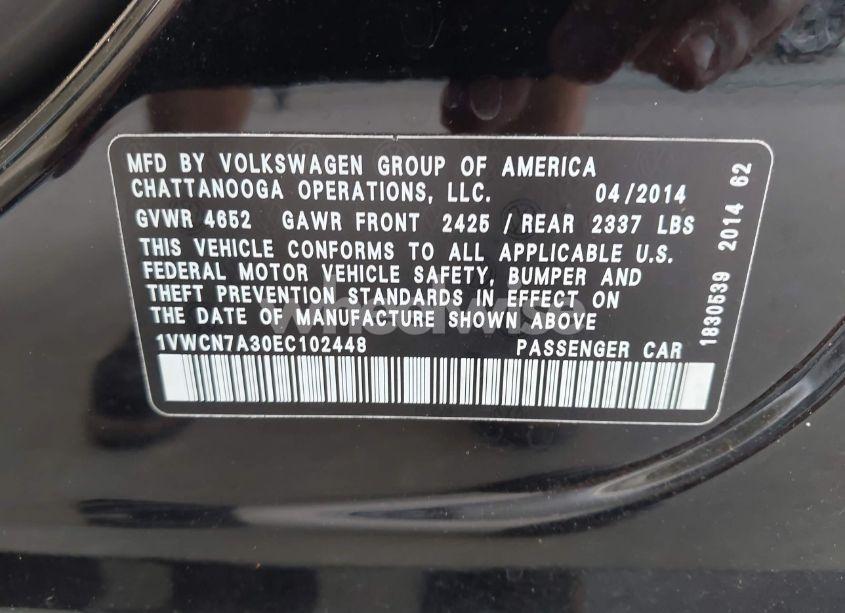 MFD BY VOLKSWAGEN GROUP OF AMERICA
CHATTANOOGA OPERATIONS, LLC. 04/2014
GVWR 4652 GAWR FRONT 2425 / REAR 2337 LBS
THIS VEHICLE CONFORMS TO ALL APPLICABLE U.S.
FEDERAL MOTOR VEHICLE SAFETY, BUMPER AND
THEFT PREVENTION STANDARDS IN EFFECT ON
THE DATE OF MANUFACTURE SHOWN ABOVE
1VWCN7A30EC102448 PASSENGER CAR
1830539 2014 62